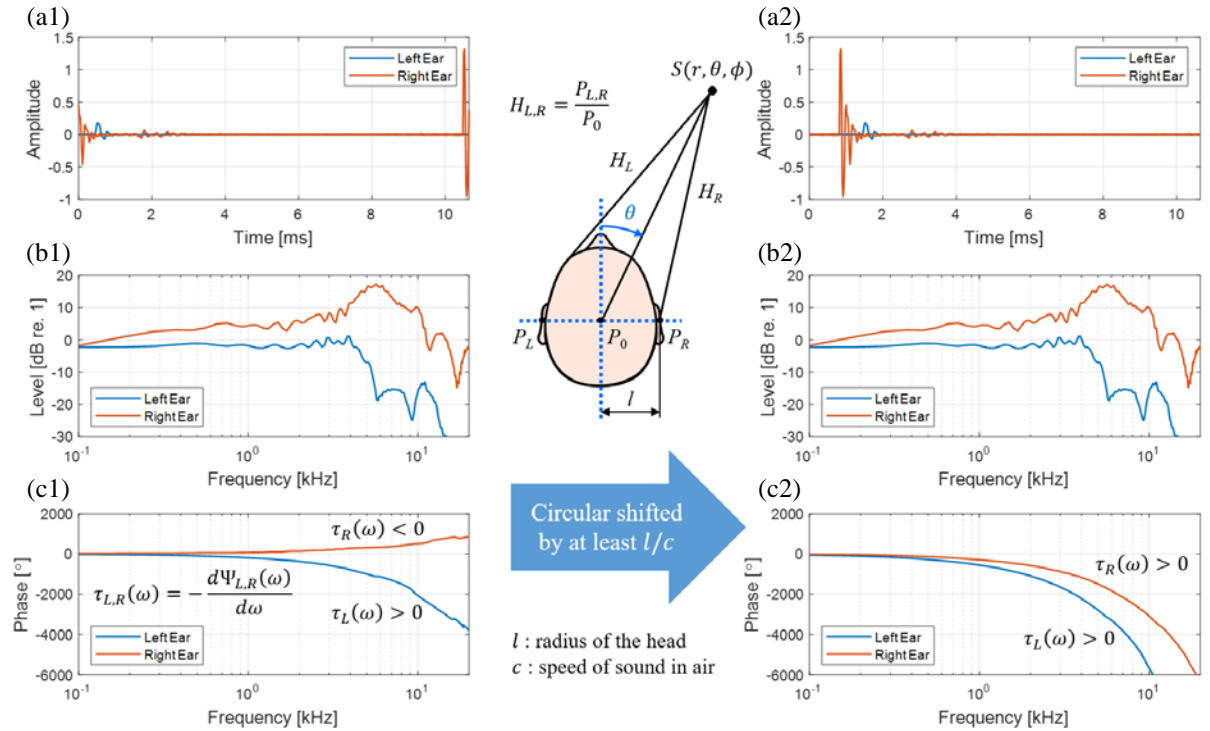 (a1)
1.5
1
0.5
0
-0.5
-1
Amplitude
Left Ear
Right Ear
0 2 4 6 8 10
Time [ms]
(b1)
20
10
0
-10
-20
-30
Level [dB re. 1]
Left Ear
Right Ear
10^-1 10^0 10^1
Frequency [kHz]
(c1)
2000
0
-2000
-4000
-6000
Phase [°]
τ_R(ω) < 0
τ_{L,R}(ω) = − dΨ_{L,R}(ω) / dω
τ_L(ω) > 0
Left Ear
Right Ear
10^-1 10^0 10^1
Frequency [kHz]
S(r, θ, ϕ)
H_{L,R} = P_{L,R} / P_0
H_L
H_R
θ
P_L P_0 P_R
l
Circular shifted
by at least l/c
l : radius of the head
c : speed of sound in air
(a2)
1.5
1
0.5
0
-0.5
-1
Amplitude
Left Ear
Right Ear
0 2 4 6 8 10
Time [ms]
(b2)
20
10
0
-10
-20
-30
Level [dB re. 1]
Left Ear
Right Ear
10^-1 10^0 10^1
Frequency [kHz]
(c2)
2000
0
-2000
-4000
-6000
Phase [°]
τ_R(ω) > 0
τ_L(ω) > 0
Left Ear
Right Ear
10^-1 10^0 10^1
Frequency [kHz]